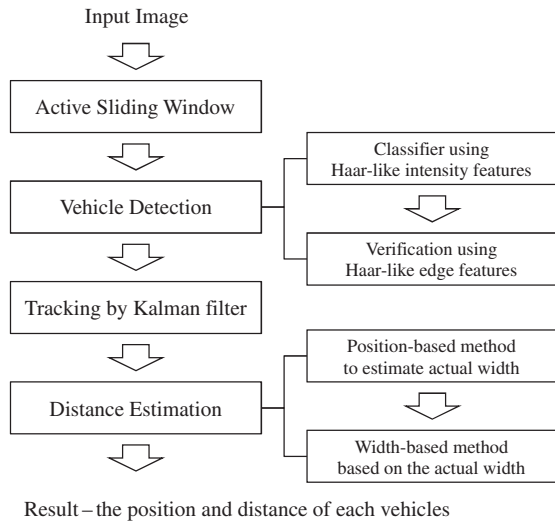 Input Image
Active Sliding Window
Vehicle Detection
Classifier using
Haar-like intensity features
Verification using
Haar-like edge features
Tracking by Kalman filter
Distance Estimation
Position-based method
to estimate actual width
Width-based method
based on the actual width
Result – the position and distance of each vehicles